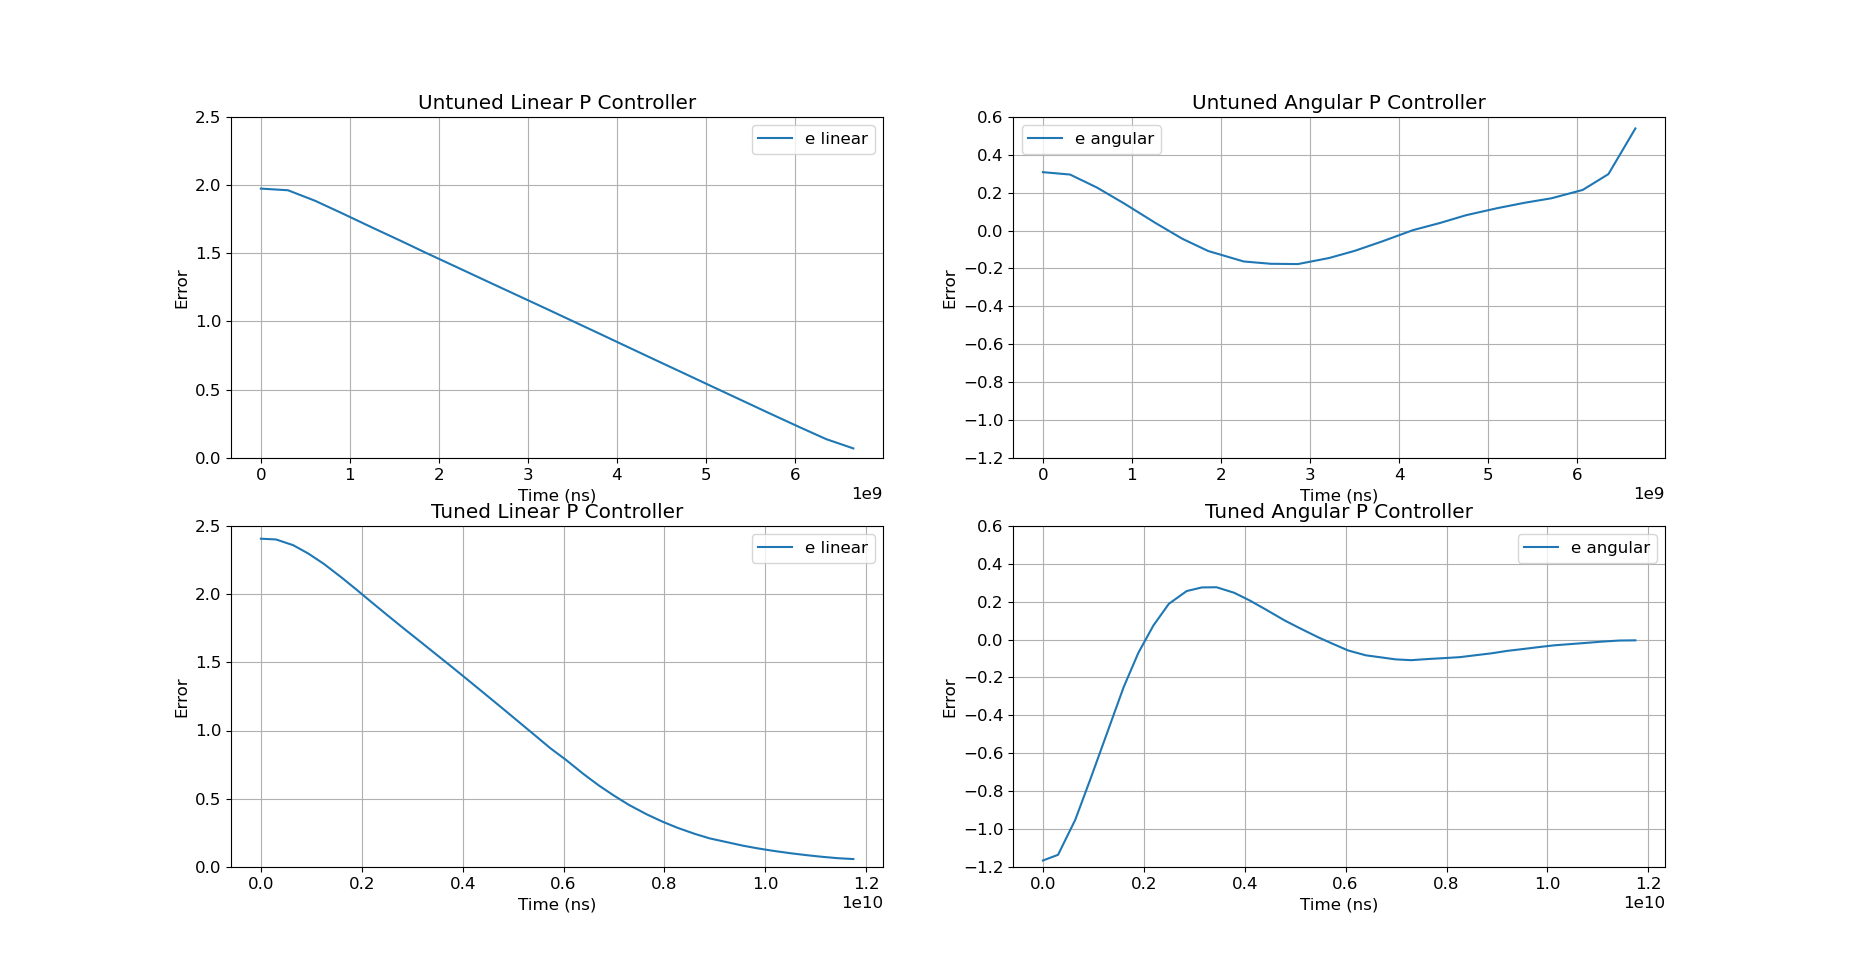 Untuned Linear P Controller
2.5
2.0
1.5
1.0
0.5
0.0
Error
e linear
0 1 2 3 4 5 6
1e9
Time (ns)
Untuned Angular P Controller
0.6
0.4
0.2
0.0
−0.2
−0.4
−0.6
−0.8
−1.0
−1.2
Error
e angular
0 1 2 3 4 5 6
1e9
Time (ns)
Tuned Linear P Controller
2.5
2.0
1.5
1.0
0.5
0.0
Error
e linear
0.0 0.2 0.4 0.6 0.8 1.0 1.2
1e10
Time (ns)
Tuned Angular P Controller
0.6
0.4
0.2
0.0
−0.2
−0.4
−0.6
−0.8
−1.0
−1.2
Error
e angular
0.0 0.2 0.4 0.6 0.8 1.0 1.2
1e10
Time (ns)